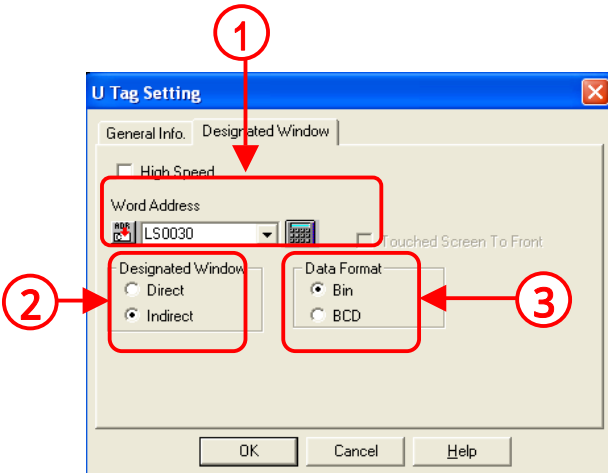 1
U Tag Setting
General Info. Designated Window
High Speed
Word Address
LS0030
Touched Screen To Front
Designated Window
Data Format
Direct
Bin
Indirect
BCD
2
3
OK
Cancel
Help